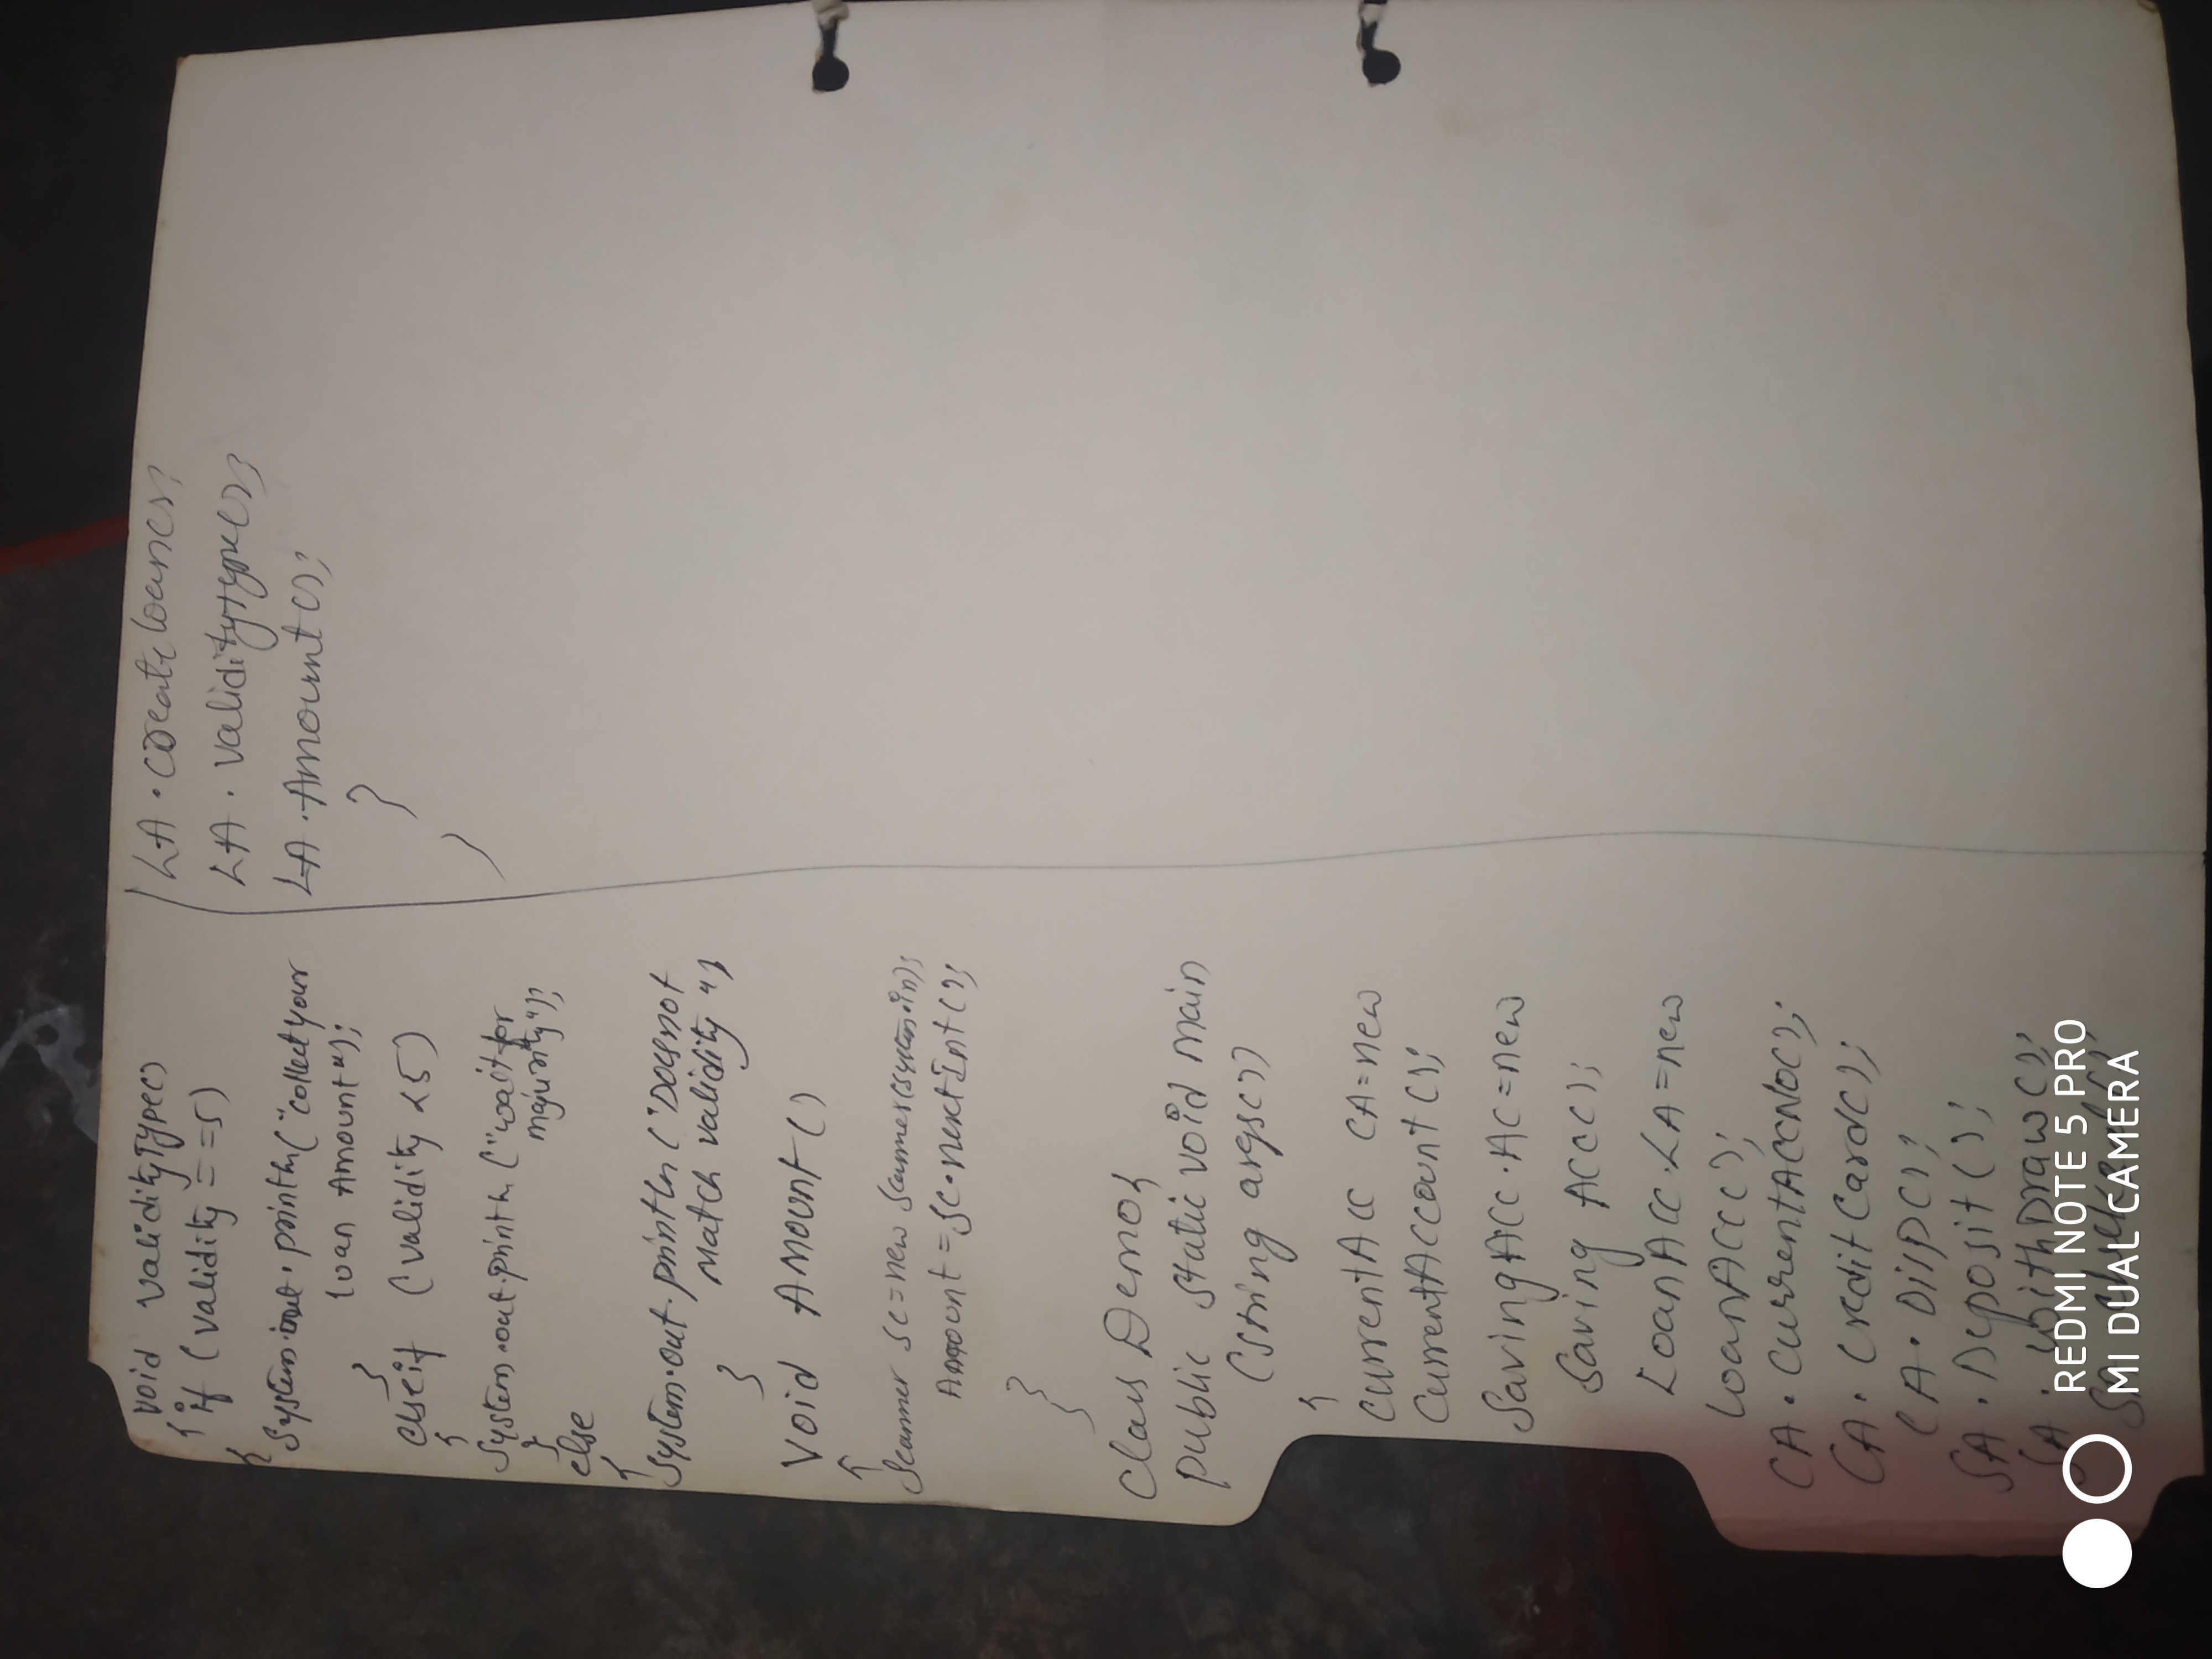 void validityType()
{ if (validity = =5)
{
System.out.println("collect your
loan Amount");
}
elseif (validity <5)
{
System.out.println ("wait for
majurity");
}
else
{
System.out.println ("Does not
Match validity ")
}
Void Amount()
{
Scanner Sc=new Scanner(System.in);
Amount=Sc.nextInt();
}
}
Class Demo{
public Static void main
(String args())
{
CurrentAcc CA=new
CurrentAccount();
SavingAcc.AC=new
Saving Acc();
LoanAcc.LA=new
LoanAcc();
CA.CurrentAccNo();
CA.CreditCard();
CA.Disp();
SA.Deposit();
SA.WithDraw();
SA
LA.createloan();
LA.validitytype();
LA.Amount();
}
}
REDMI NOTE 5 PRO
MI DUAL CAMERA